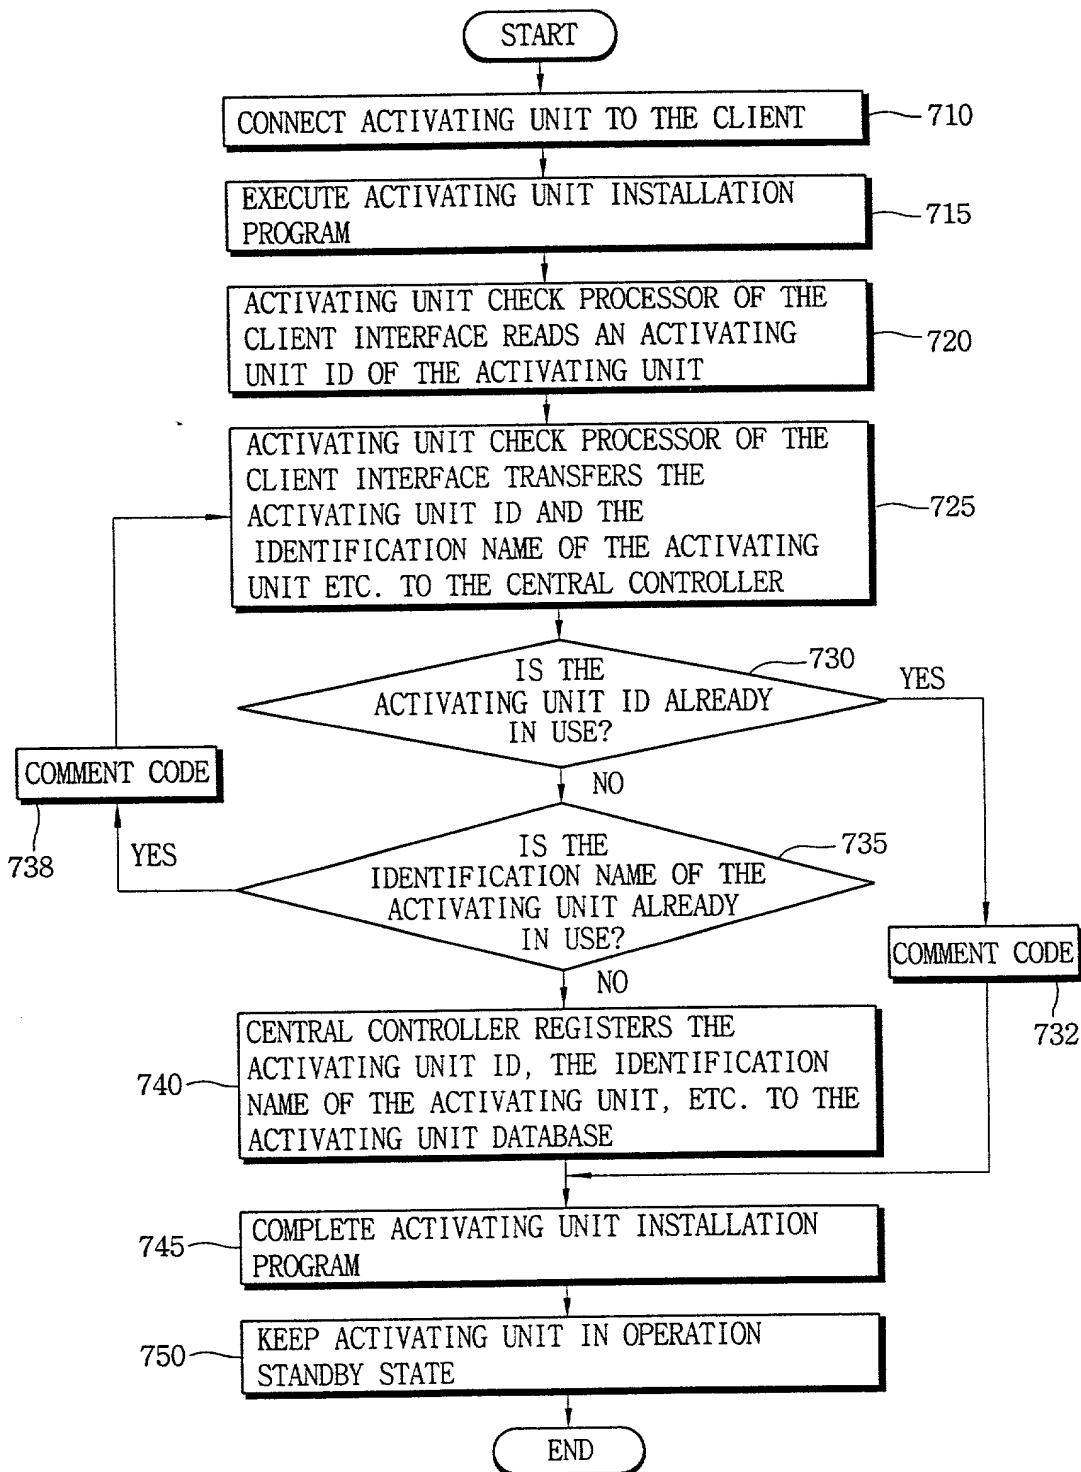 START
CONNECT ACTIVATING UNIT TO THE CLIENT
710
EXECUTE ACTIVATING UNIT INSTALLATION
PROGRAM
715
ACTIVATING UNIT CHECK PROCESSOR OF THE
CLIENT INTERFACE READS AN ACTIVATING
UNIT ID OF THE ACTIVATING UNIT
720
ACTIVATING UNIT CHECK PROCESSOR OF THE
CLIENT INTERFACE TRANSFERS THE
ACTIVATING UNIT ID AND THE
IDENTIFICATION NAME OF THE ACTIVATING
UNIT ETC. TO THE CENTRAL CONTROLLER
725
IS THE
ACTIVATING UNIT ID ALREADY
IN USE?
730
YES
NO
COMMENT CODE
738
YES
IS THE
IDENTIFICATION NAME OF THE
ACTIVATING UNIT ALREADY
IN USE?
735
NO
COMMENT CODE
732
CENTRAL CONTROLLER REGISTERS THE
ACTIVATING UNIT ID, THE IDENTIFICATION
NAME OF THE ACTIVATING UNIT, ETC. TO THE
ACTIVATING UNIT DATABASE
740
COMPLETE ACTIVATING UNIT INSTALLATION
PROGRAM
745
KEEP ACTIVATING UNIT IN OPERATION
STANDBY STATE
750
END